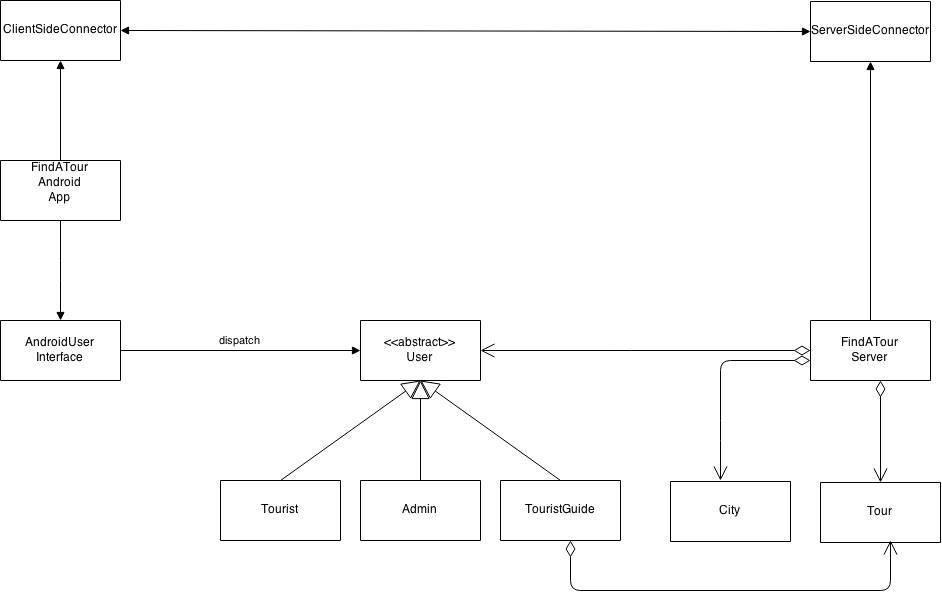 ClientSideConnector
ServerSideConnector
FindATour
Android
App
AndroidUser
Interface
dispatch
<<abstract>>
User
FindATour
Server
Tourist
Admin
TouristGuide
City
Tour